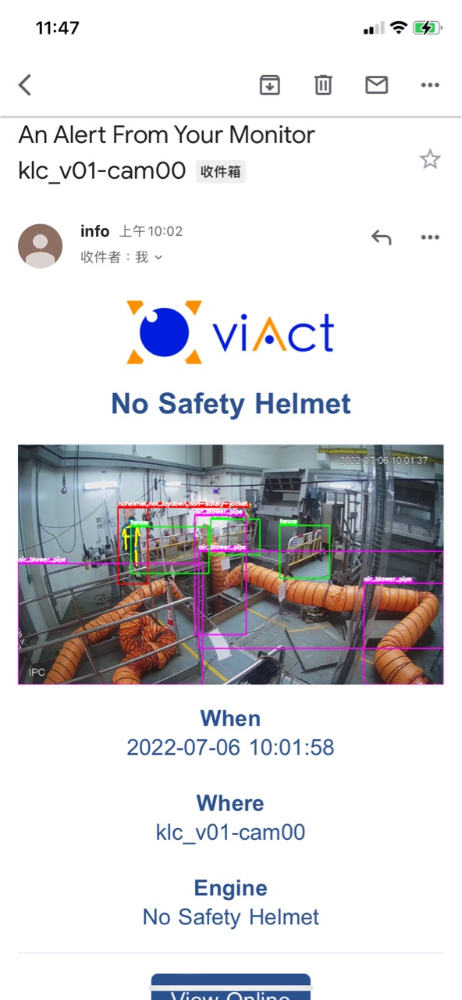 11:47
An Alert From Your Monitor
klc_v01-cam00 收件箱
info 上午10:02
收件者：我
viAct
No Safety Helmet
2022-07-06 10:01:37
nohelmet,not_laydown,non-safety-jacket
air_blower_pipe
fence
fence
air_blower_pipe
air_blower_pipe
air_blower_pipe
IPC
When
2022-07-06 10:01:58
Where
klc_v01-cam00
Engine
No Safety Helmet
View Online